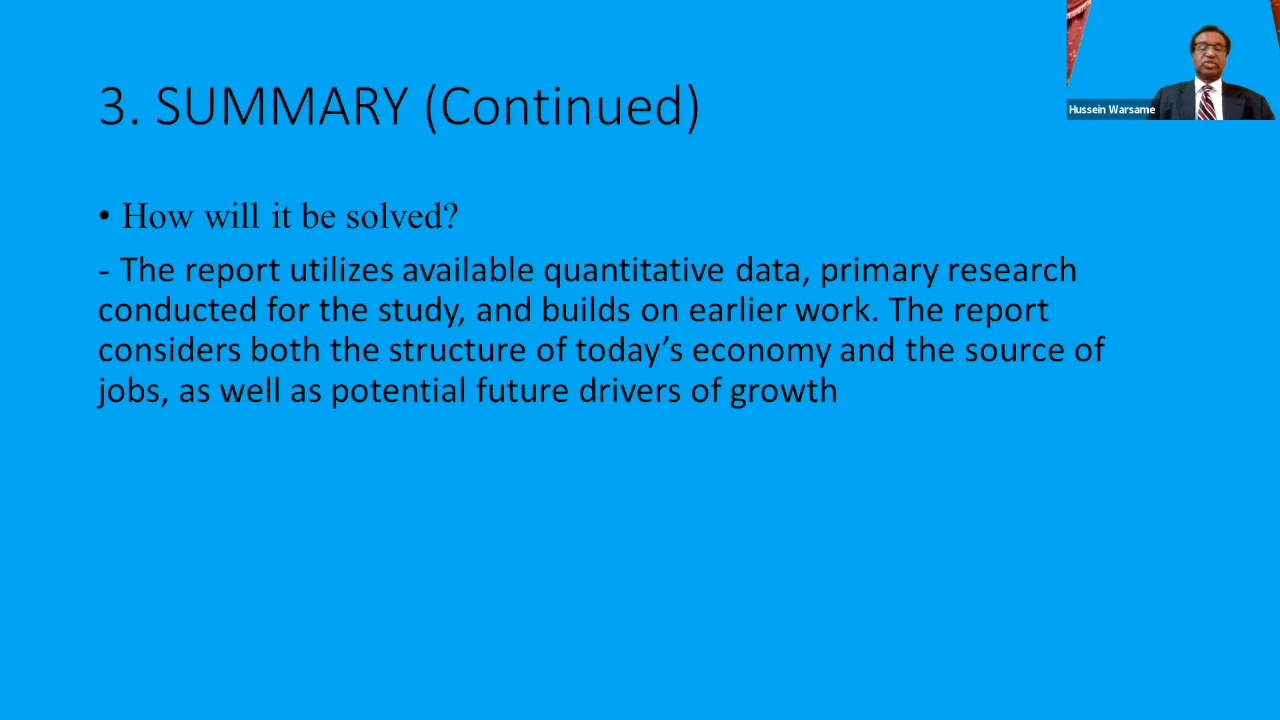 3. SUMMARY (Continued)
Hussein Warsame
• How will it be solved?
- The report utilizes available quantitative data, primary research
conducted for the study, and builds on earlier work. The report
considers both the structure of today’s economy and the source of
jobs, as well as potential future drivers of growth